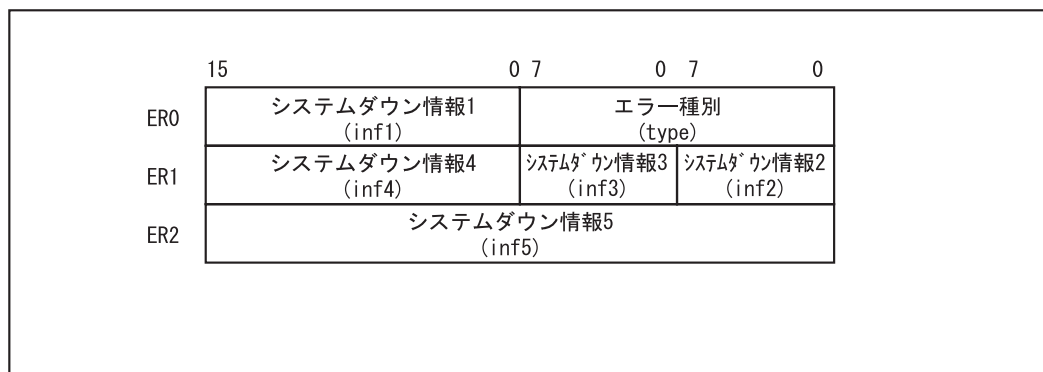 15 0 7 0 7 0
ER0 システムダウン情報1 エラー種別
(inf1) (type)
ER1 システムダウン情報4 システムダウン情報3 システムダウン情報2
(inf4) (inf3) (inf2)
ER2 システムダウン情報5
(inf5)